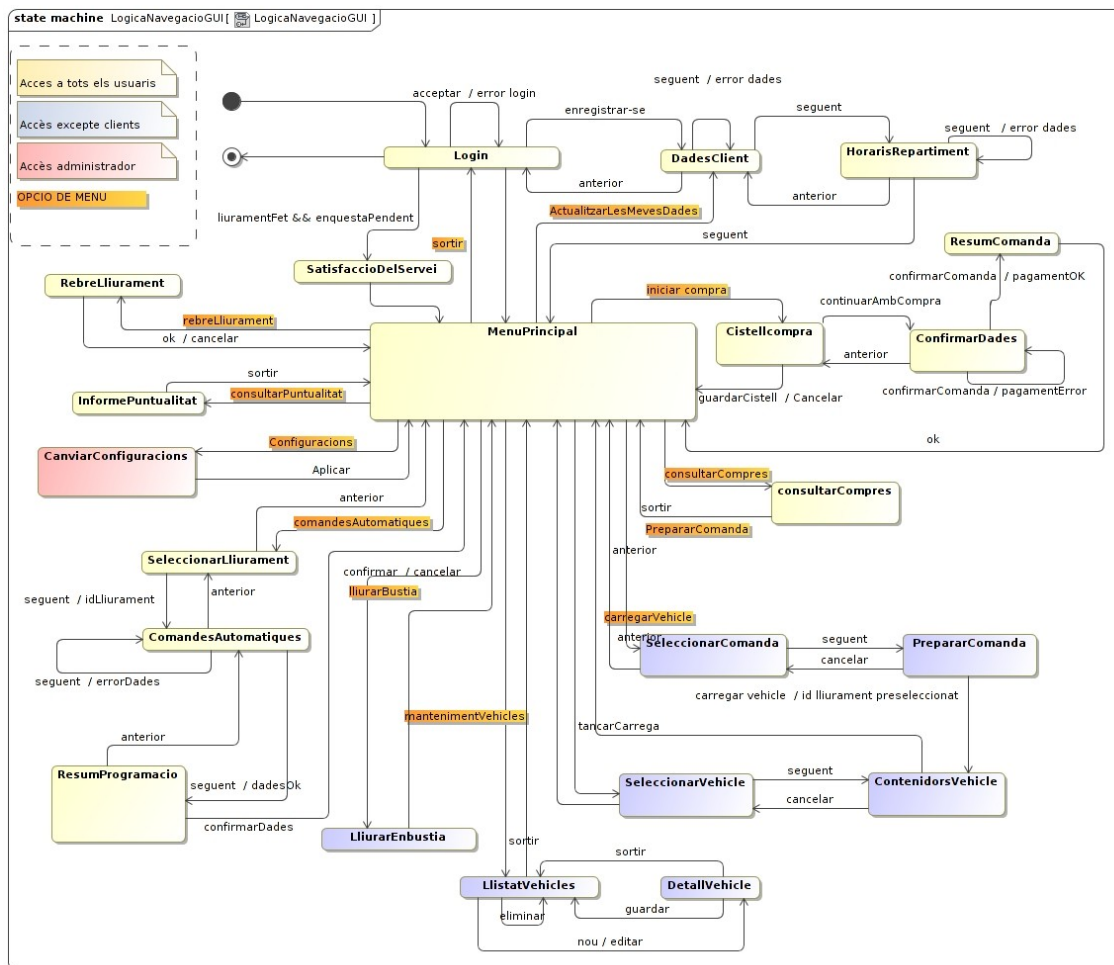 state machine LogicaNavegacioGUI[ LogicaNavegacioGUI ]
Acces a tots els usuaris
Accès excepte clients
Accès administrador
OPCIO DE MENU
seguent / error dades
acceptar / error login
enregistrar-se
seguent
seguent / error dades
Login
DadesClient
HorarisRepartiment
anterior
anterior
liuramentFet && enquestaPendent
ActualitzarLesMevesDades
seguent
sortir
ResumComanda
SatisfaccioDelServei
RebreLliurament
confirmarComanda / pagamentOK
iniciar compra
continuarAmbCompra
rebreLliurament
MenuPrincipal
Cistellcompra
ConfirmarDades
ok / cancelar
anterior
sortir
consultarPuntualitat
InformePuntualitat
guardarCistell / Cancelar
confirmarComanda / pagamentError
ok
Configuracions
CanviarConfiguracions
Aplicar
consultarCompres
consultarCompres
anterior
sortir
comandesAutomatiques
PrepararComanda
SeleccionarLliurament
anterior
confirmar / cancelar
lliurarBustia
seguent / idLliurament
anterior
carregarVehicle
ComandesAutomatiques
anterior
SeleccionarComanda
seguent
PrepararComanda
cancelar
seguent / errorDades
carregar vehicle / id lliurament preseleccionat
mantenimentVehicles
tancarCarrega
anterior
ResumProgramacio
seguent / dadesOk
SeleccionarVehicle
seguent
ContenidorsVehicle
cancelar
confirmarDades
LliurarEnbustia
sortir
sortir
LlistatVehicles
DetallVehicle
eliminar
guardar
nou / editar